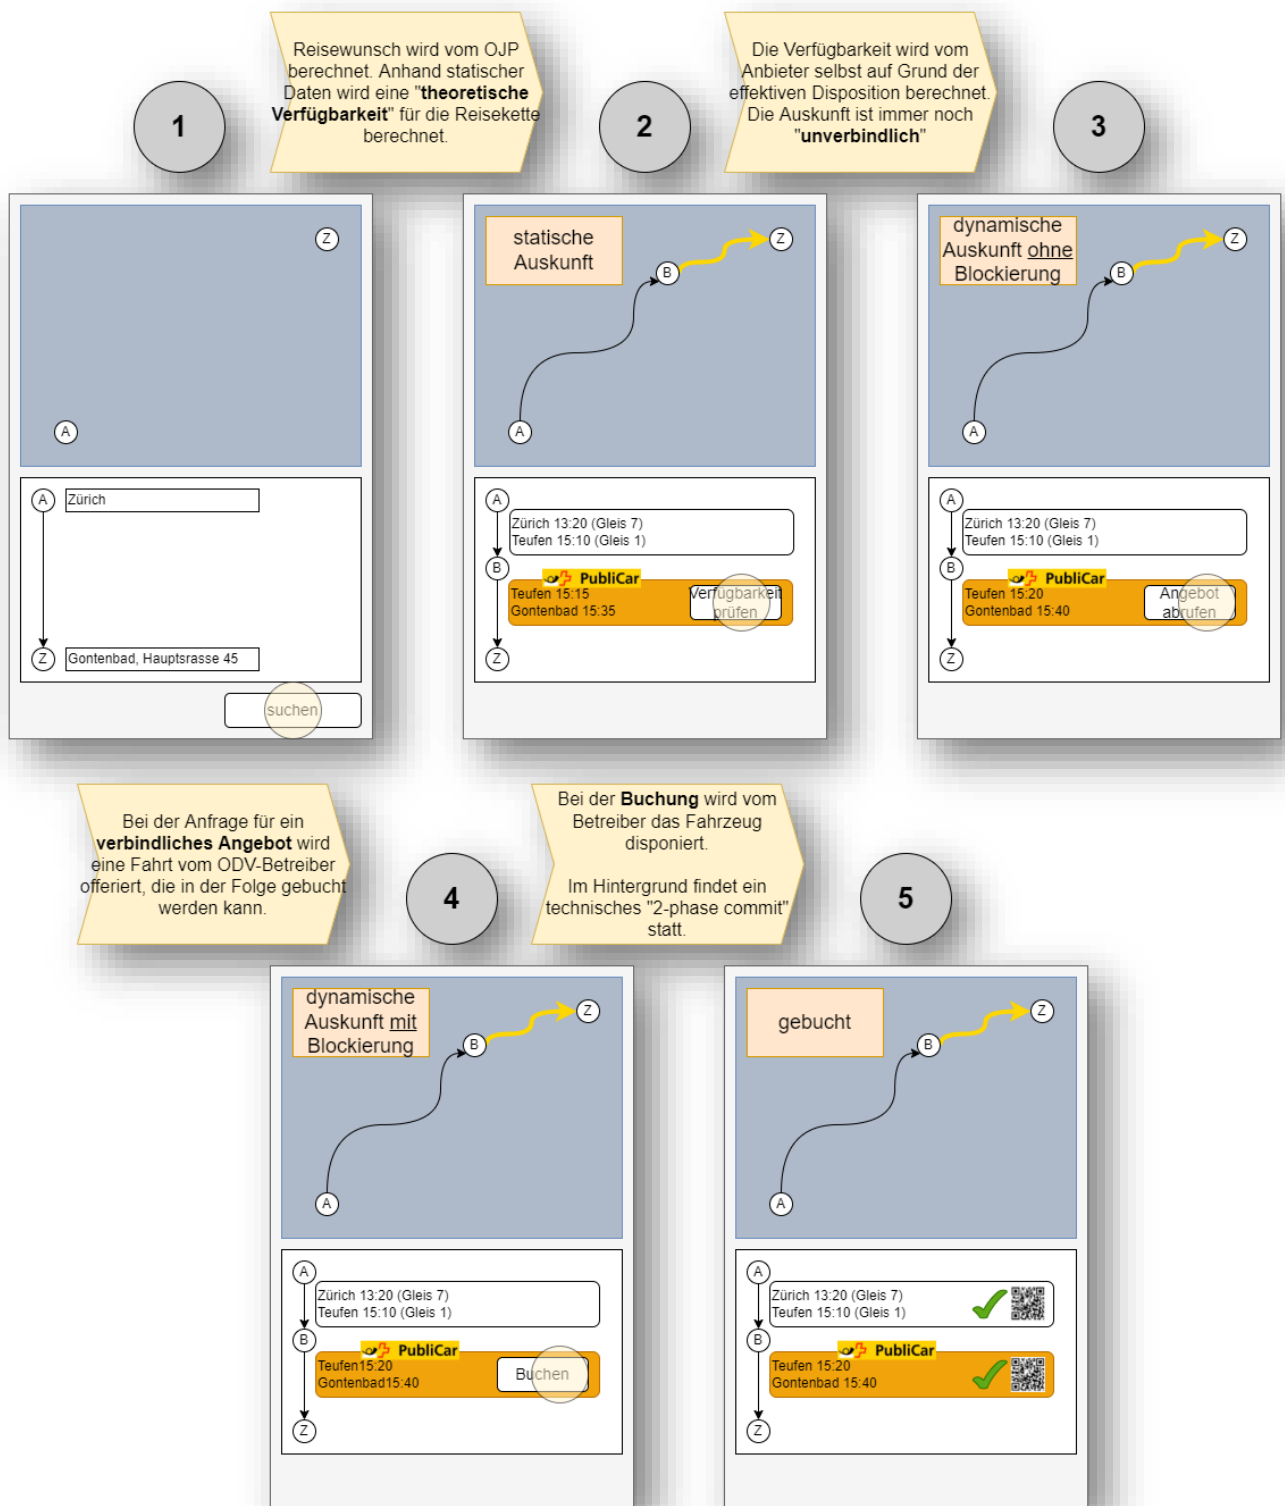 1
Reisewunsch wird vom OJP
berechnet. Anhand statischer
Daten wird eine "theoretische
Verfügbarkeit" für die Reisekette
berechnet.
2
Die Verfügbarkeit wird vom
Anbieter selbst auf Grund der
effektiven Disposition berechnet.
Die Auskunft ist immer noch
"unverbindlich"
3
Z
A
A
Zürich
Z
Gontenbad, Hauptsrasse 45
suchen
statische
Auskunft
Z
B
A
A
Zürich 13:20 (Gleis 7)
Teufen 15:10 (Gleis 1)
B
PubliCar
Teufen 15:15
Gontenbad 15:35
Verfügbarkeit
prüfen
Z
dynamische
Auskunft ohne
Blockierung
Z
B
A
A
Zürich 13:20 (Gleis 7)
Teufen 15:10 (Gleis 1)
B
PubliCar
Teufen 15:20
Gontenbad 15:40
Angebot
abrufen
Z
Bei der Anfrage für ein
verbindliches Angebot wird
eine Fahrt vom ODV-Betreiber
offeriert, die in der Folge gebucht
werden kann.
4
Bei der Buchung wird vom
Betreiber das Fahrzeug
disponiert.
Im Hintergrund findet ein
technisches "2-phase commit"
statt.
5
dynamische
Auskunft mit
Blockierung
Z
B
A
A
Zürich 13:20 (Gleis 7)
Teufen 15:10 (Gleis 1)
B
PubliCar
Teufen15:20
Gontenbad15:40
Buchen
Z
gebucht
Z
B
A
A
Zürich 13:20 (Gleis 7)
Teufen 15:10 (Gleis 1)
B
PubliCar
Teufen 15:20
Gontenbad 15:40
Z